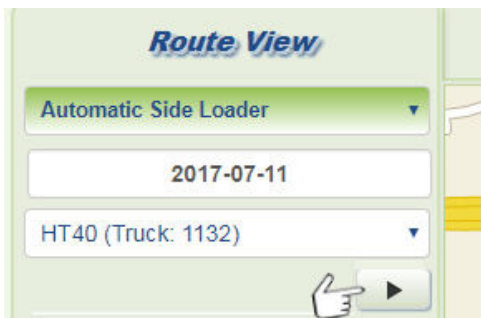 Route View
Automatic Side Loader
2017-07-11
HT40 (Truck: 1132)